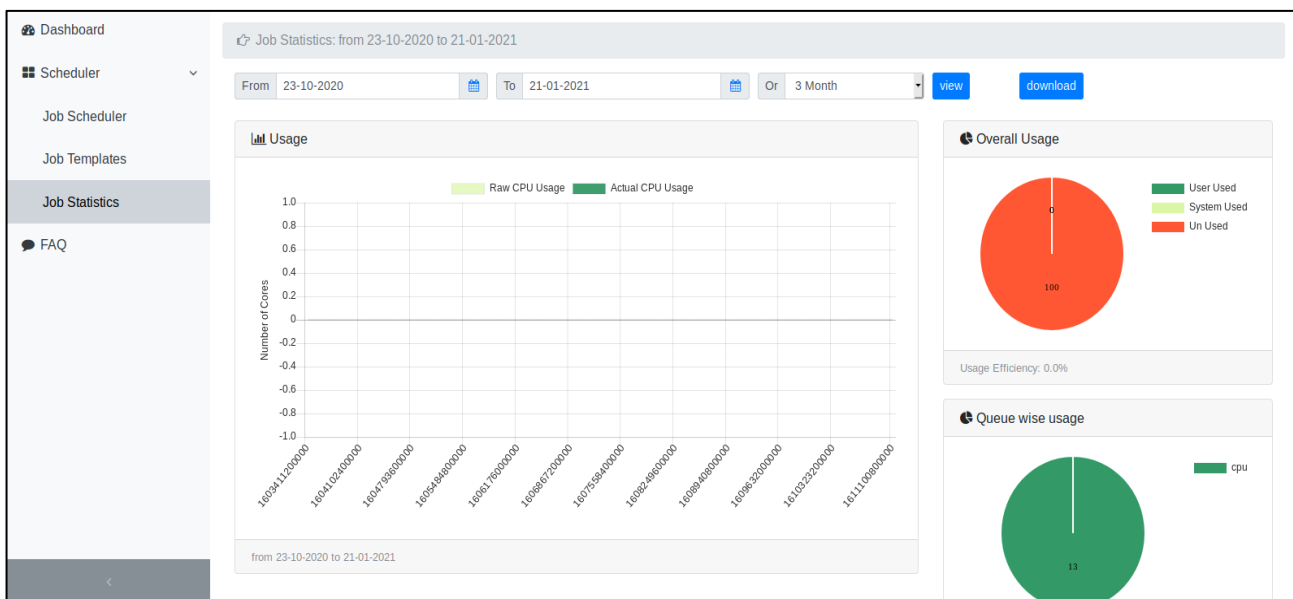 Dashboard
Scheduler
Job Scheduler
Job Templates
Job Statistics
FAQ
Job Statistics: from 23-10-2020 to 21-01-2021
From 23-10-2020 To 21-01-2021 Or 3 Month view download
Usage
Raw CPU Usage Actual CPU Usage
Number of Cores
1.0
0.8
0.6
0.4
0.2
0
-0.2
-0.4
-0.6
-0.8
-1.0
1603411200000 1604102400000 1604793600000 1605484800000 1606176000000 1606867200000 1607558400000 1608249600000 1608940800000 1609632000000 1610323200000 1611100800000
from 23-10-2020 to 21-01-2021
Overall Usage
User Used
System Used
Un Used
0
100
Usage Efficiency: 0.0%
Queue wise usage
cpu
13